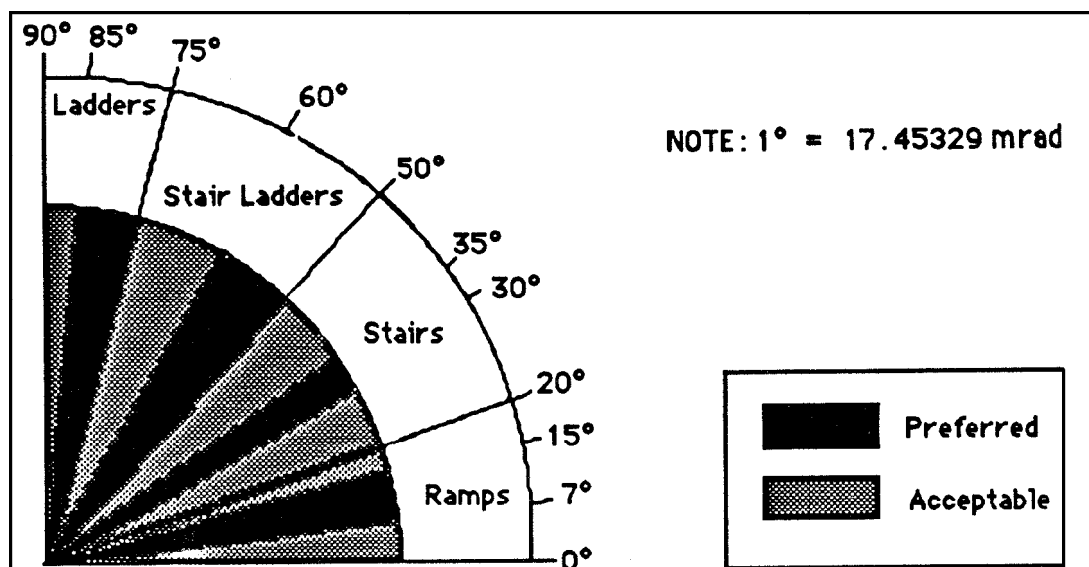 90°
85°
75°
60°
50°
35°
30°
20°
15°
7°
0°
Ladders
Stair Ladders
Stairs
Ramps
NOTE: 1° = 17.45329 mrad
Preferred
Acceptable